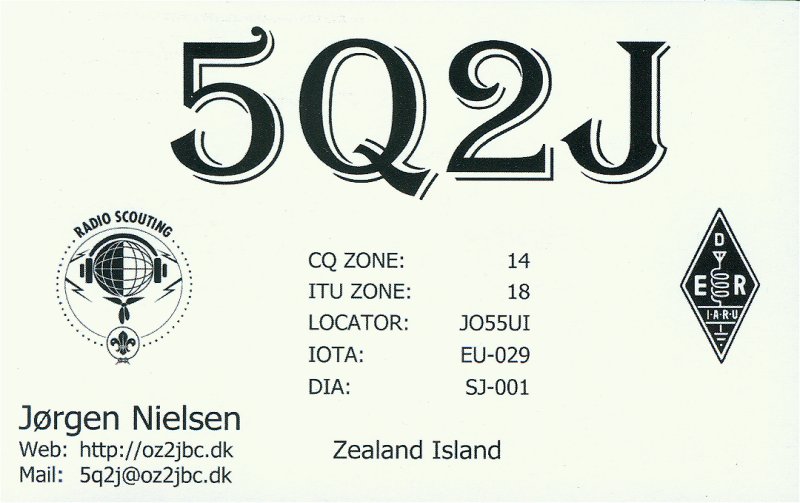 5Q2J
RADIO SCOUTING
CQ ZONE: 14
ITU ZONE: 18
LOCATOR: JO55UI
IOTA: EU-029
DIA: SJ-001
D
E R
I·A·R·U
Jørgen Nielsen
Web: http://oz2jbc.dk
Mail: 5q2j@oz2jbc.dk
Zealand Island